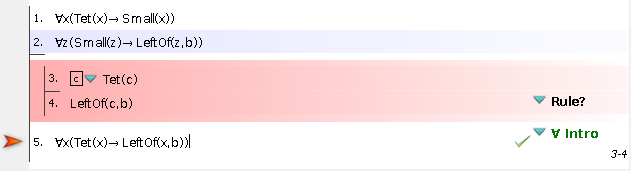 1. ∀x(Tet(x)→ Small(x))
2. ∀z(Small(z)→ LeftOf(z,b))
3. c Tet(c)
4. LeftOf(c,b) Rule?
5. ∀x(Tet(x)→ LeftOf(x,b)) ∀ Intro
3-4